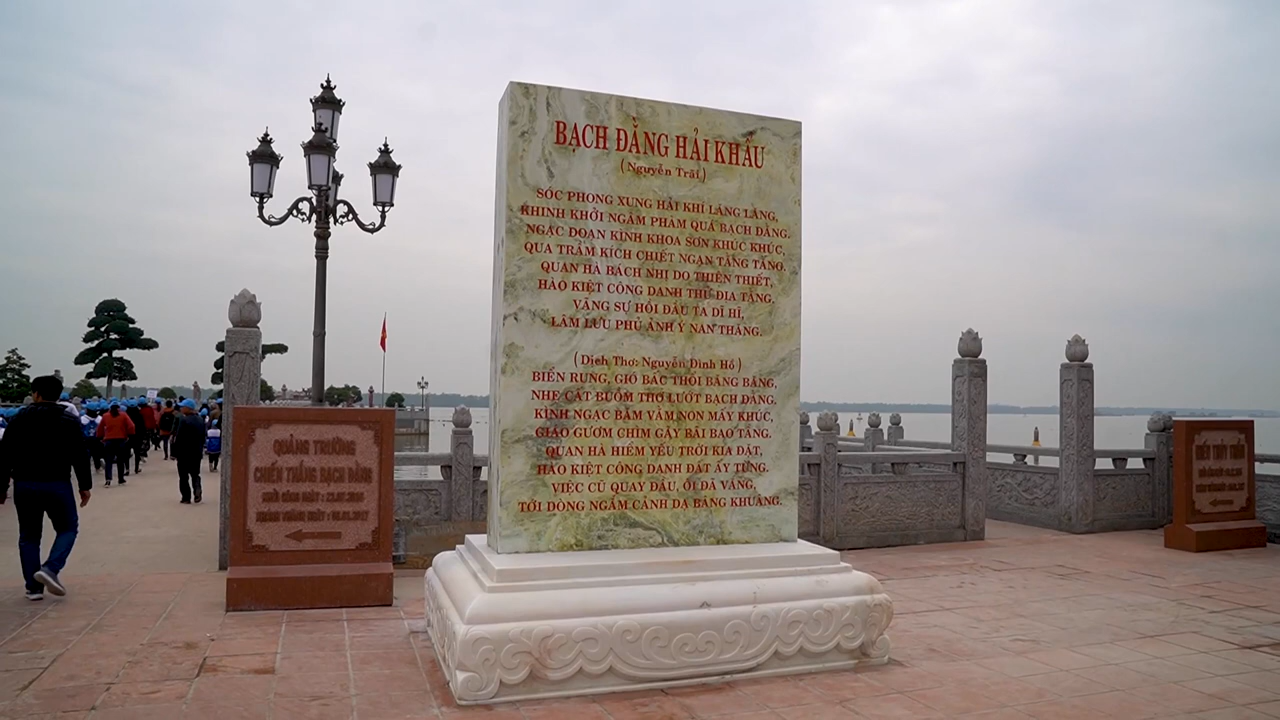 BẠCH ĐẰNG HẢI KHẨU
(Nguyễn Trãi)
SÓC PHONG XUNG HẢI KHÍ LĂNG LĂNG,
KHINH KHỞI NGÂM PHÀM QUÁ BẠCH ĐẰNG.
NGẠC ĐOẠN KÌNH KHOA SƠN KHÚC KHÚC,
QUA TRẦM KÍCH CHIẾT NGẠN TẦNG TẦNG.
QUAN HÀ BÁCH NHỊ DO THIÊN THIẾT,
HÀO KIỆT CÔNG DANH THỬ ĐỊA TẰNG.
VÃNG SỰ HỒI ĐẦU TA DĨ HĨ,
LÂM LƯU PHỦ ẢNH Ý NAN THĂNG.
(Dịch Thơ: Nguyễn Đình Hồ)
BIỂN RUNG, GIÓ BẤC THỔI BĂNG BĂNG,
NHẸ CẤT BUỒM THƠ LƯỚT BẠCH ĐẰNG.
KÌNH NGẠC BẰM VẰM NON MẤY KHÚC,
GIÁO GƯƠM CHÌM GẪY BÃI BAO TẦNG.
QUAN HÀ HIỂM YẾU TRỜI KIA ĐẶT,
HÀO KIỆT CÔNG DANH ĐẤT ẤY TỪNG.
VIỆC CŨ QUAY ĐẦU, ÔI ĐÃ VẮNG,
TỚI DÒNG NGẮM CẢNH DẠ BÂNG KHUÂNG.
QUẢNG TRƯỜNG
CHIẾN THẮNG BẠCH ĐẰNG